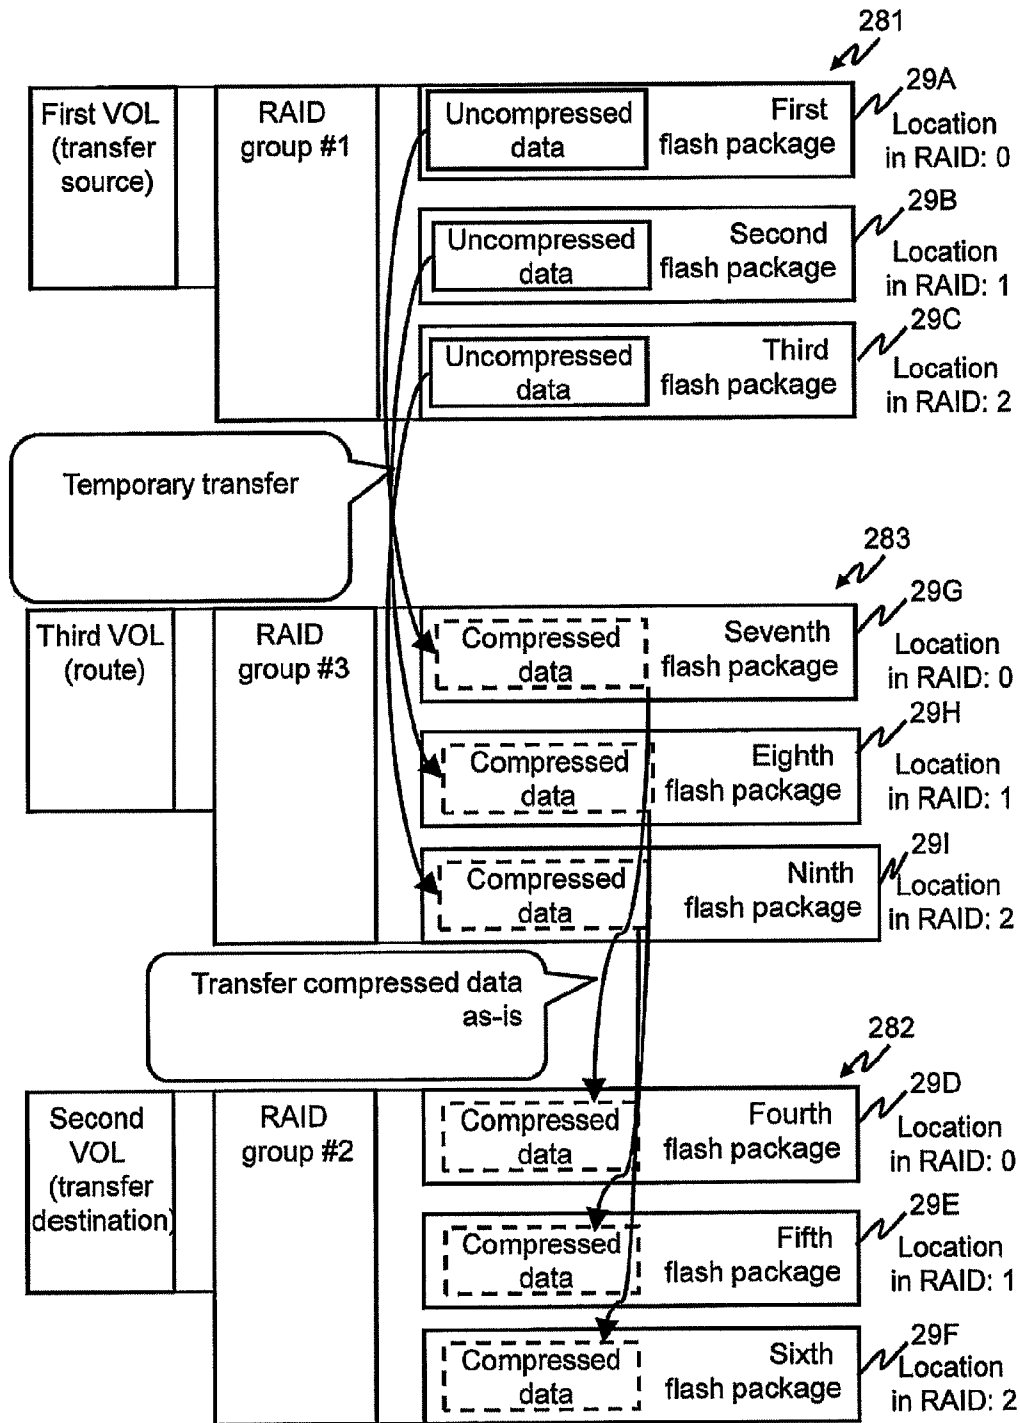 281
First VOL
(transfer
source)
RAID
group #1
Uncompressed
data
First
flash package
29A
Location
in RAID: 0
Uncompressed
data
Second
flash package
29B
Location
in RAID: 1
Uncompressed
data
Third
flash package
29C
Location
in RAID: 2
Temporary transfer
283
Third VOL
(route)
RAID
group #3
Compressed
data
Seventh
flash package
29G
Location
in RAID: 0
Compressed
data
Eighth
flash package
29H
Location
in RAID: 1
Compressed
data
Ninth
flash package
29I
Location
in RAID: 2
Transfer compressed data
as-is
282
Second
VOL
(transfer
destination)
RAID
group #2
Compressed
data
Fourth
flash package
29D
Location
in RAID: 0
Compressed
data
Fifth
flash package
29E
Location
in RAID: 1
Compressed
data
Sixth
flash package
29F
Location
in RAID: 2